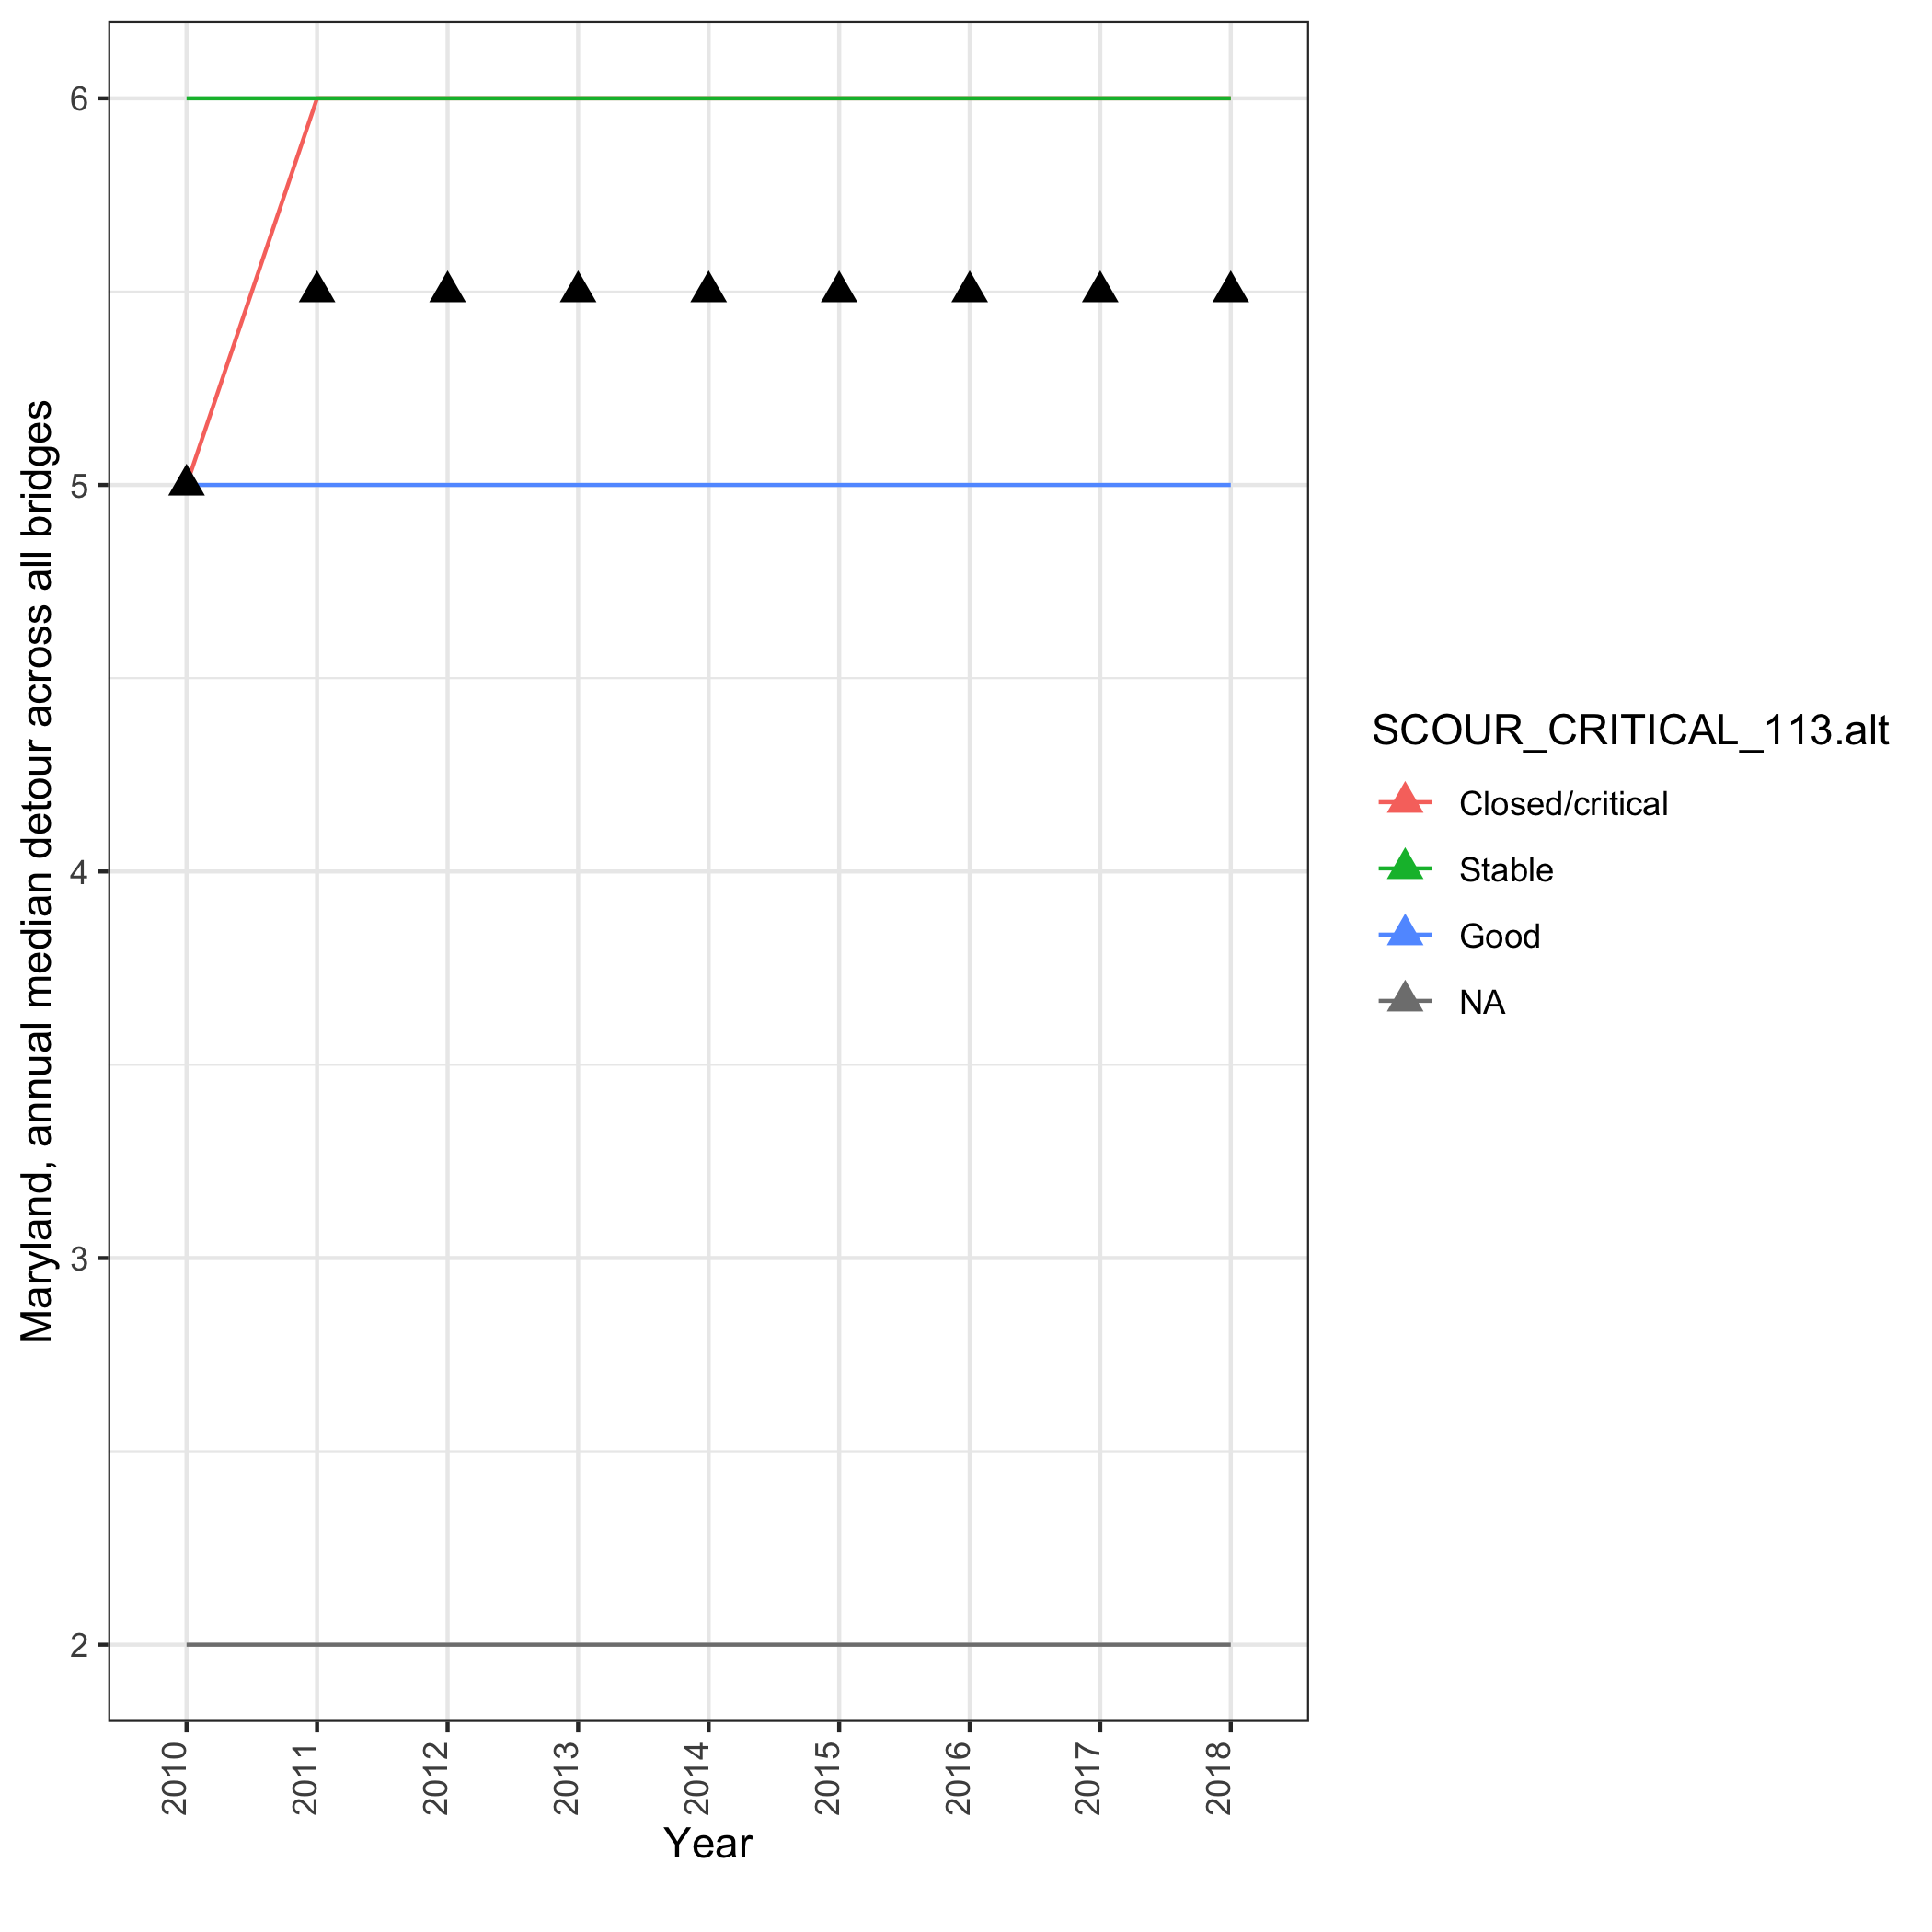 Maryland, annual median detour across all bridges
6
5
4
3
2
2010
2011
2012
2013
2014
2015
2016
2017
2018
Year
SCOUR_CRITICAL_113.alt
Closed/critical
Stable
Good
NA